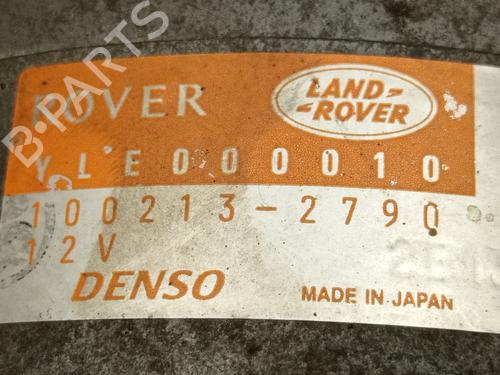 ROVER
LAND-
-ROVER
YLE000010
100213-2790
12V
DENSO
MADE IN JAPAN
B-PARTS